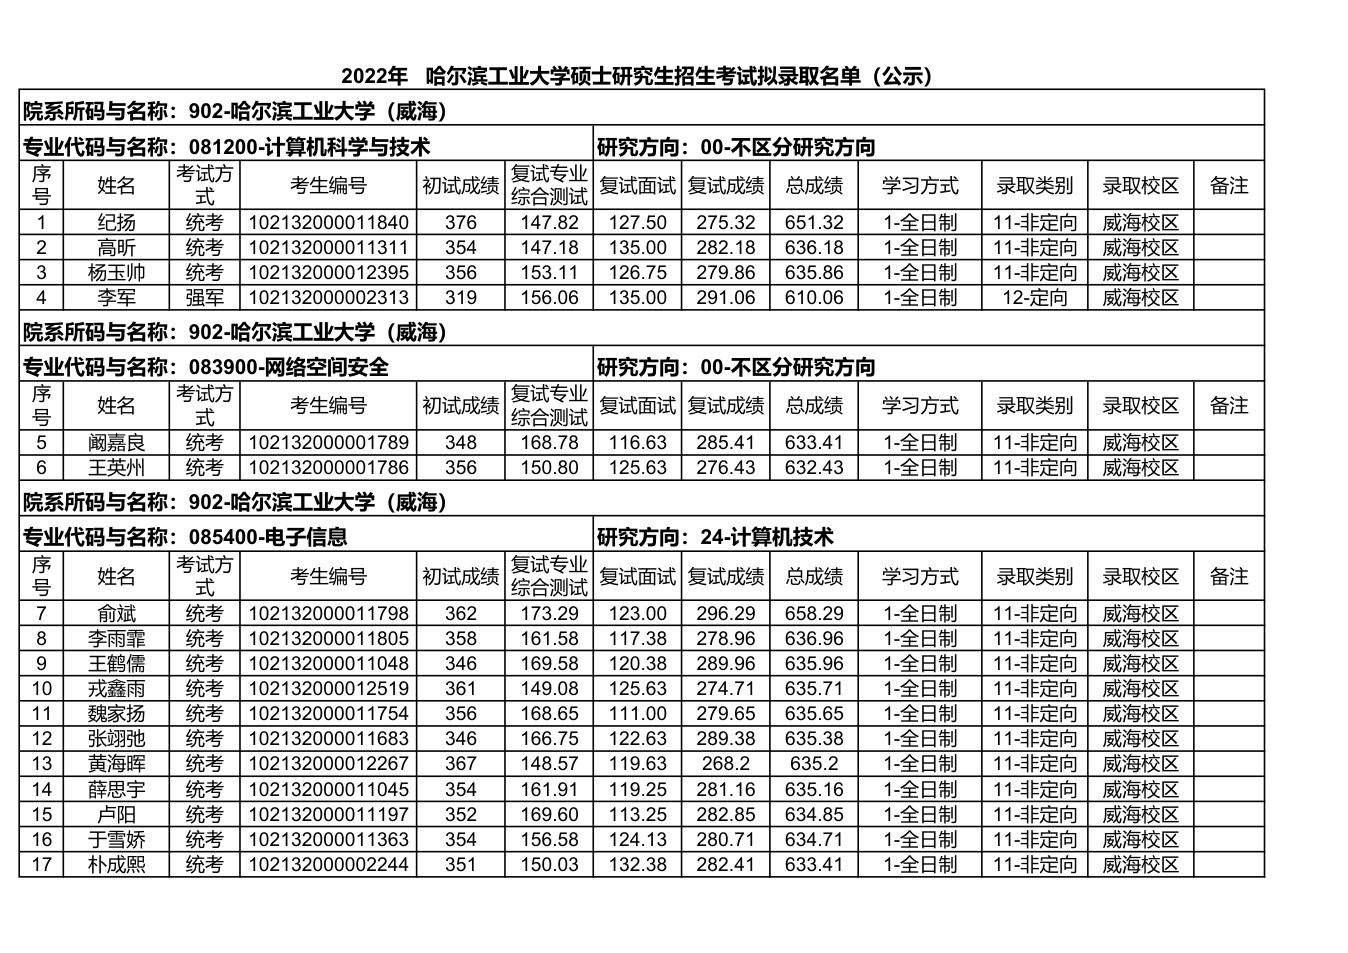 2022年 哈尔滨工业大学硕士研究生招生考试拟录取名单（公示）
院系所码与名称：902-哈尔滨工业大学（威海）
专业代码与名称：081200-计算机科学与技术 研究方向：00-不区分研究方向
序号 姓名 考试方式 考生编号 初试成绩 复试专业综合测试 复试面试 复试成绩 总成绩 学习方式 录取类别 录取校区 备注
1 纪扬 统考 102132000011840 376 147.82 127.50 275.32 651.32 1-全日制 11-非定向 威海校区
2 高昕 统考 102132000011311 354 147.18 135.00 282.18 636.18 1-全日制 11-非定向 威海校区
3 杨玉帅 统考 102132000012395 356 153.11 126.75 279.86 635.86 1-全日制 11-非定向 威海校区
4 李军 强军 102132000002313 319 156.06 135.00 291.06 610.06 1-全日制 12-定向 威海校区
院系所码与名称：902-哈尔滨工业大学（威海）
专业代码与名称：083900-网络空间安全 研究方向：00-不区分研究方向
序号 姓名 考试方式 考生编号 初试成绩 复试专业综合测试 复试面试 复试成绩 总成绩 学习方式 录取类别 录取校区 备注
5 阚嘉良 统考 102132000001789 348 168.78 116.63 285.41 633.41 1-全日制 11-非定向 威海校区
6 王英州 统考 102132000001786 356 150.80 125.63 276.43 632.43 1-全日制 11-非定向 威海校区
院系所码与名称：902-哈尔滨工业大学（威海）
专业代码与名称：085400-电子信息 研究方向：24-计算机技术
序号 姓名 考试方式 考生编号 初试成绩 复试专业综合测试 复试面试 复试成绩 总成绩 学习方式 录取类别 录取校区 备注
7 俞斌 统考 102132000011798 362 173.29 123.00 296.29 658.29 1-全日制 11-非定向 威海校区
8 李雨霏 统考 102132000011805 358 161.58 117.38 278.96 636.96 1-全日制 11-非定向 威海校区
9 王鹤儒 统考 102132000011048 346 169.58 120.38 289.96 635.96 1-全日制 11-非定向 威海校区
10 戎鑫雨 统考 102132000012519 361 149.08 125.63 274.71 635.71 1-全日制 11-非定向 威海校区
11 魏家扬 统考 102132000011754 356 168.65 111.00 279.65 635.65 1-全日制 11-非定向 威海校区
12 张翊弛 统考 102132000011683 346 166.75 122.63 289.38 635.38 1-全日制 11-非定向 威海校区
13 黄海晖 统考 102132000012267 367 148.57 119.63 268.2 635.2 1-全日制 11-非定向 威海校区
14 薛思宇 统考 102132000011045 354 161.91 119.25 281.16 635.16 1-全日制 11-非定向 威海校区
15 卢阳 统考 102132000011197 352 169.60 113.25 282.85 634.85 1-全日制 11-非定向 威海校区
16 于雪娇 统考 102132000011363 354 156.58 124.13 280.71 634.71 1-全日制 11-非定向 威海校区
17 朴成熙 统考 102132000002244 351 150.03 132.38 282.41 633.41 1-全日制 11-非定向 威海校区